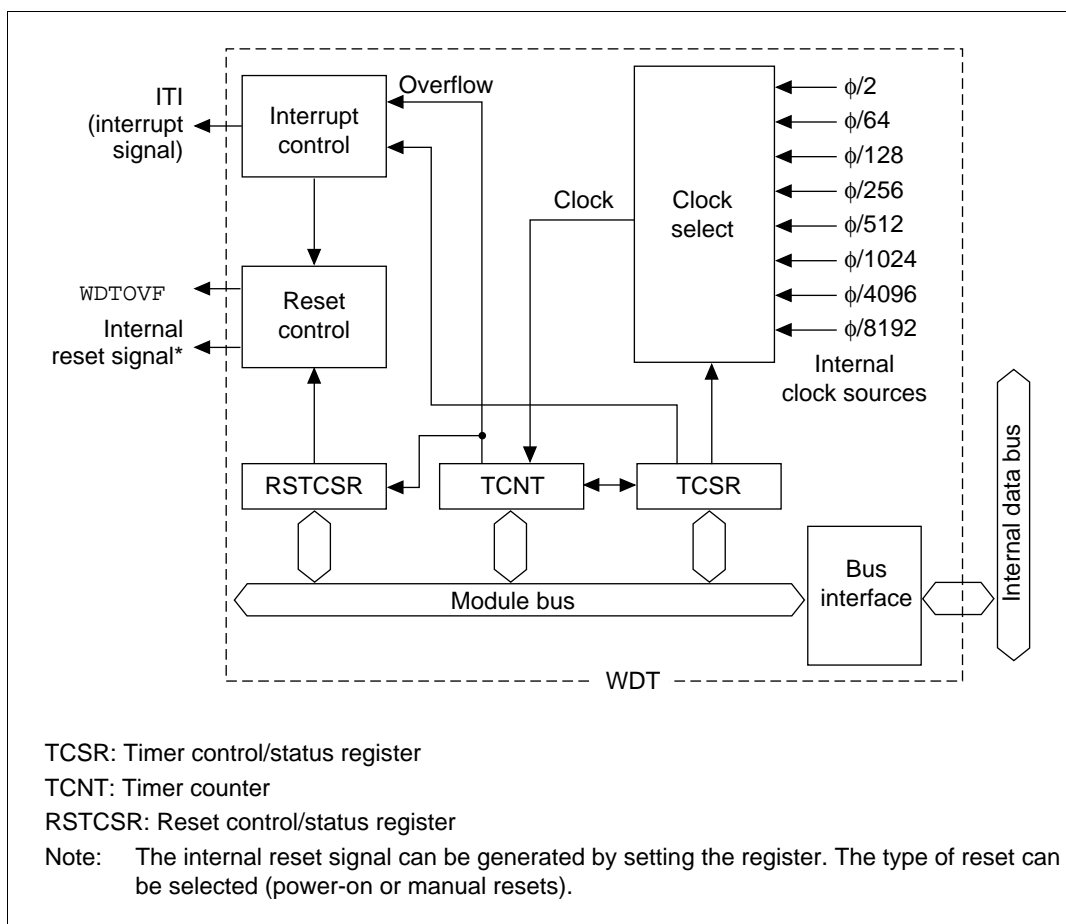 ITI
(interrupt
signal)
Interrupt
control
Overflow
Clock
Clock
select
ϕ/2
ϕ/64
ϕ/128
ϕ/256
ϕ/512
ϕ/1024
ϕ/4096
ϕ/8192
Internal
clock sources
WDTOVF
Internal
reset signal*
Reset
control
RSTCSR
TCNT
TCSR
Module bus
Bus
interface
Internal data bus
WDT
TCSR: Timer control/status register
TCNT: Timer counter
RSTCSR: Reset control/status register
Note: The internal reset signal can be generated by setting the register. The type of reset can
be selected (power-on or manual resets).